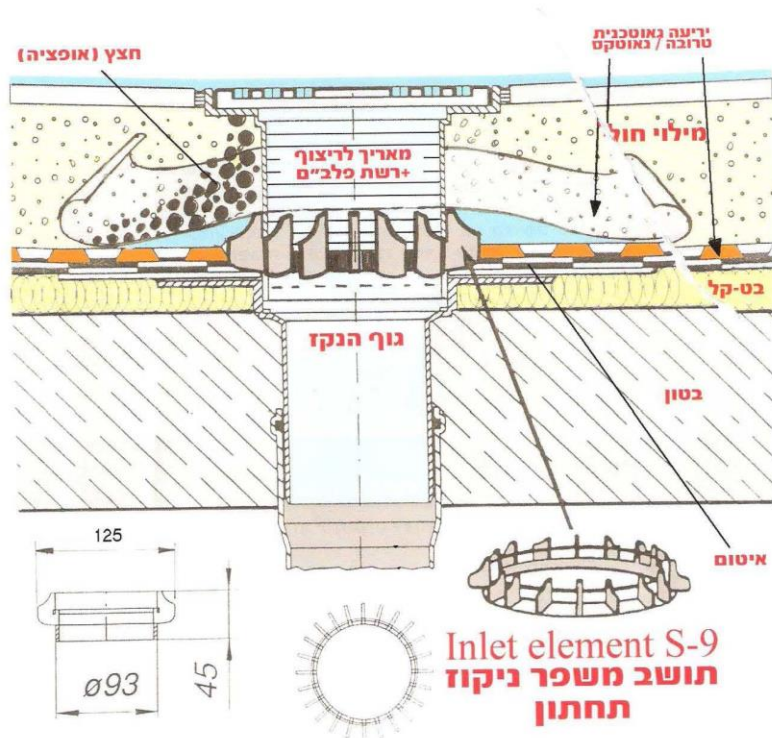 יריעה גאוטכנית
טרובה / גאוטקס
חצץ (אופציה)
מילוי חול
מאריך לריצוף
+רשת פלב"ם
בט-קל
גוף הנקז
בטון
125
איטום
ø93
45
Inlet element S-9
תושב משפר ניקוז
תחתון